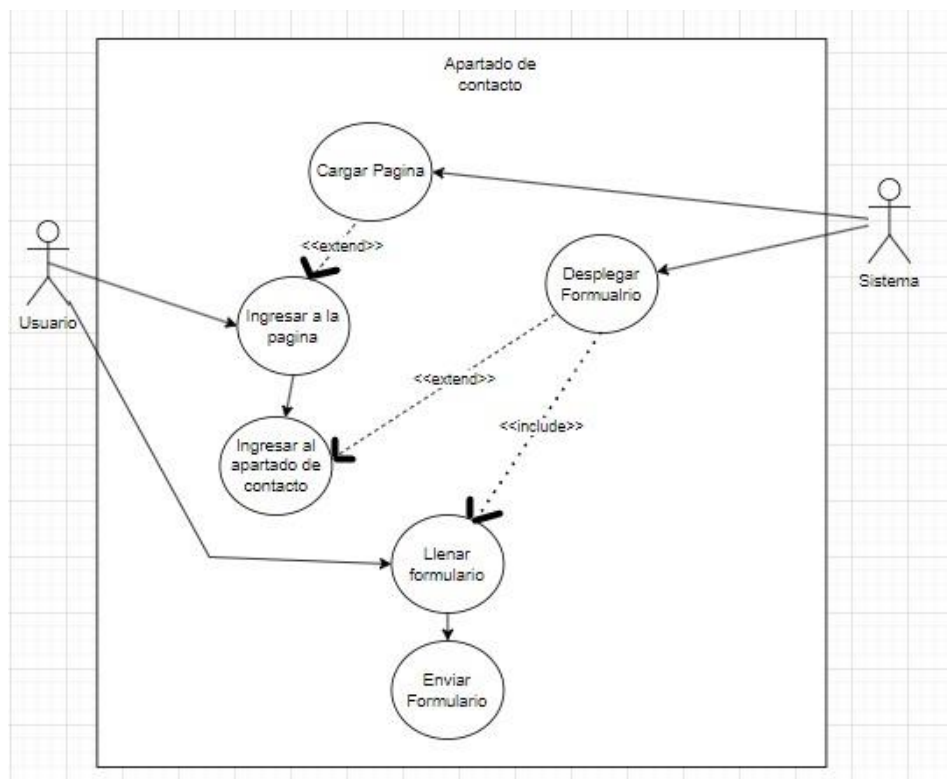 Apartado de
contacto
Cargar Pagina
<<extend>>
Usuario
Ingresar a la
pagina
Desplegar
Formualrio
Sistema
<<extend>>
<<include>>
Ingresar al
apartado de
contacto
Llenar
formulario
Enviar
Formulario